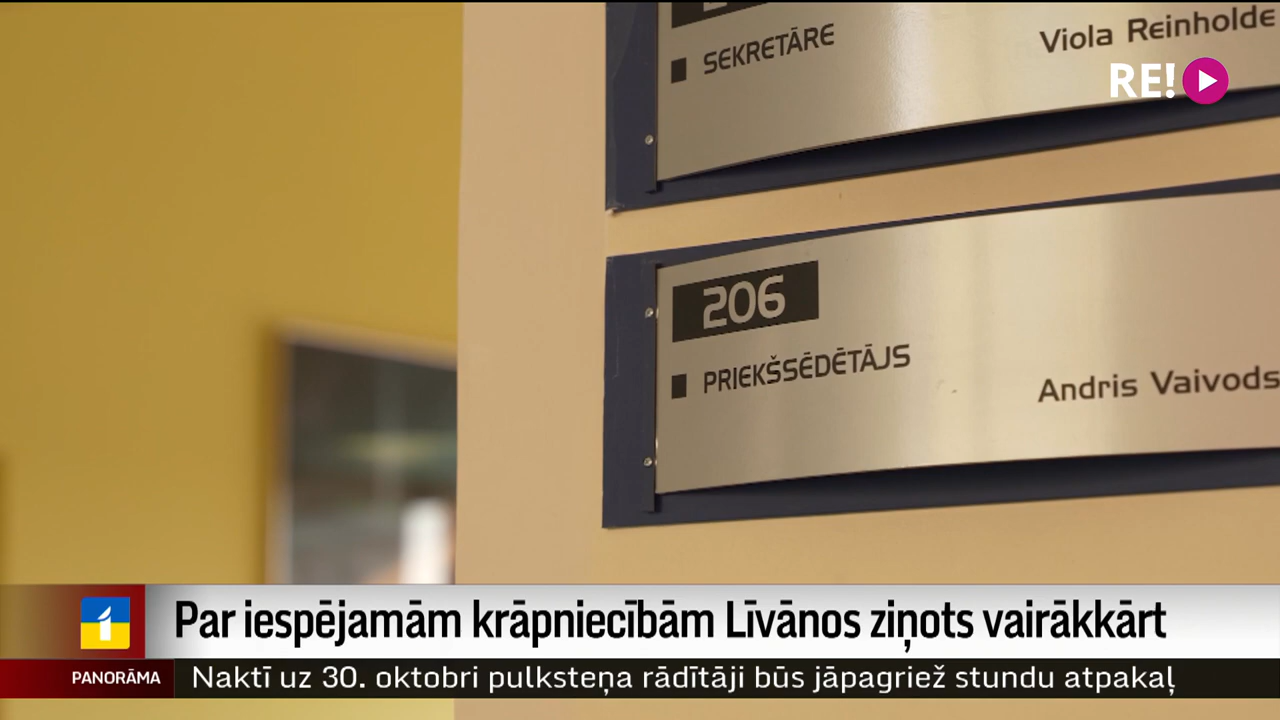 SEKRETĀRE
Viola Reinholde
RE!
206
PRIEKŠSĒDĒTĀJS
Andris Vaivods
1
Par iespējamām krāpniecībām Līvānos ziņots vairākkārt
PANORĀMA
Naktī uz 30. oktobri pulksteņa rādītāji būs jāpagriež stundu atpakaļ